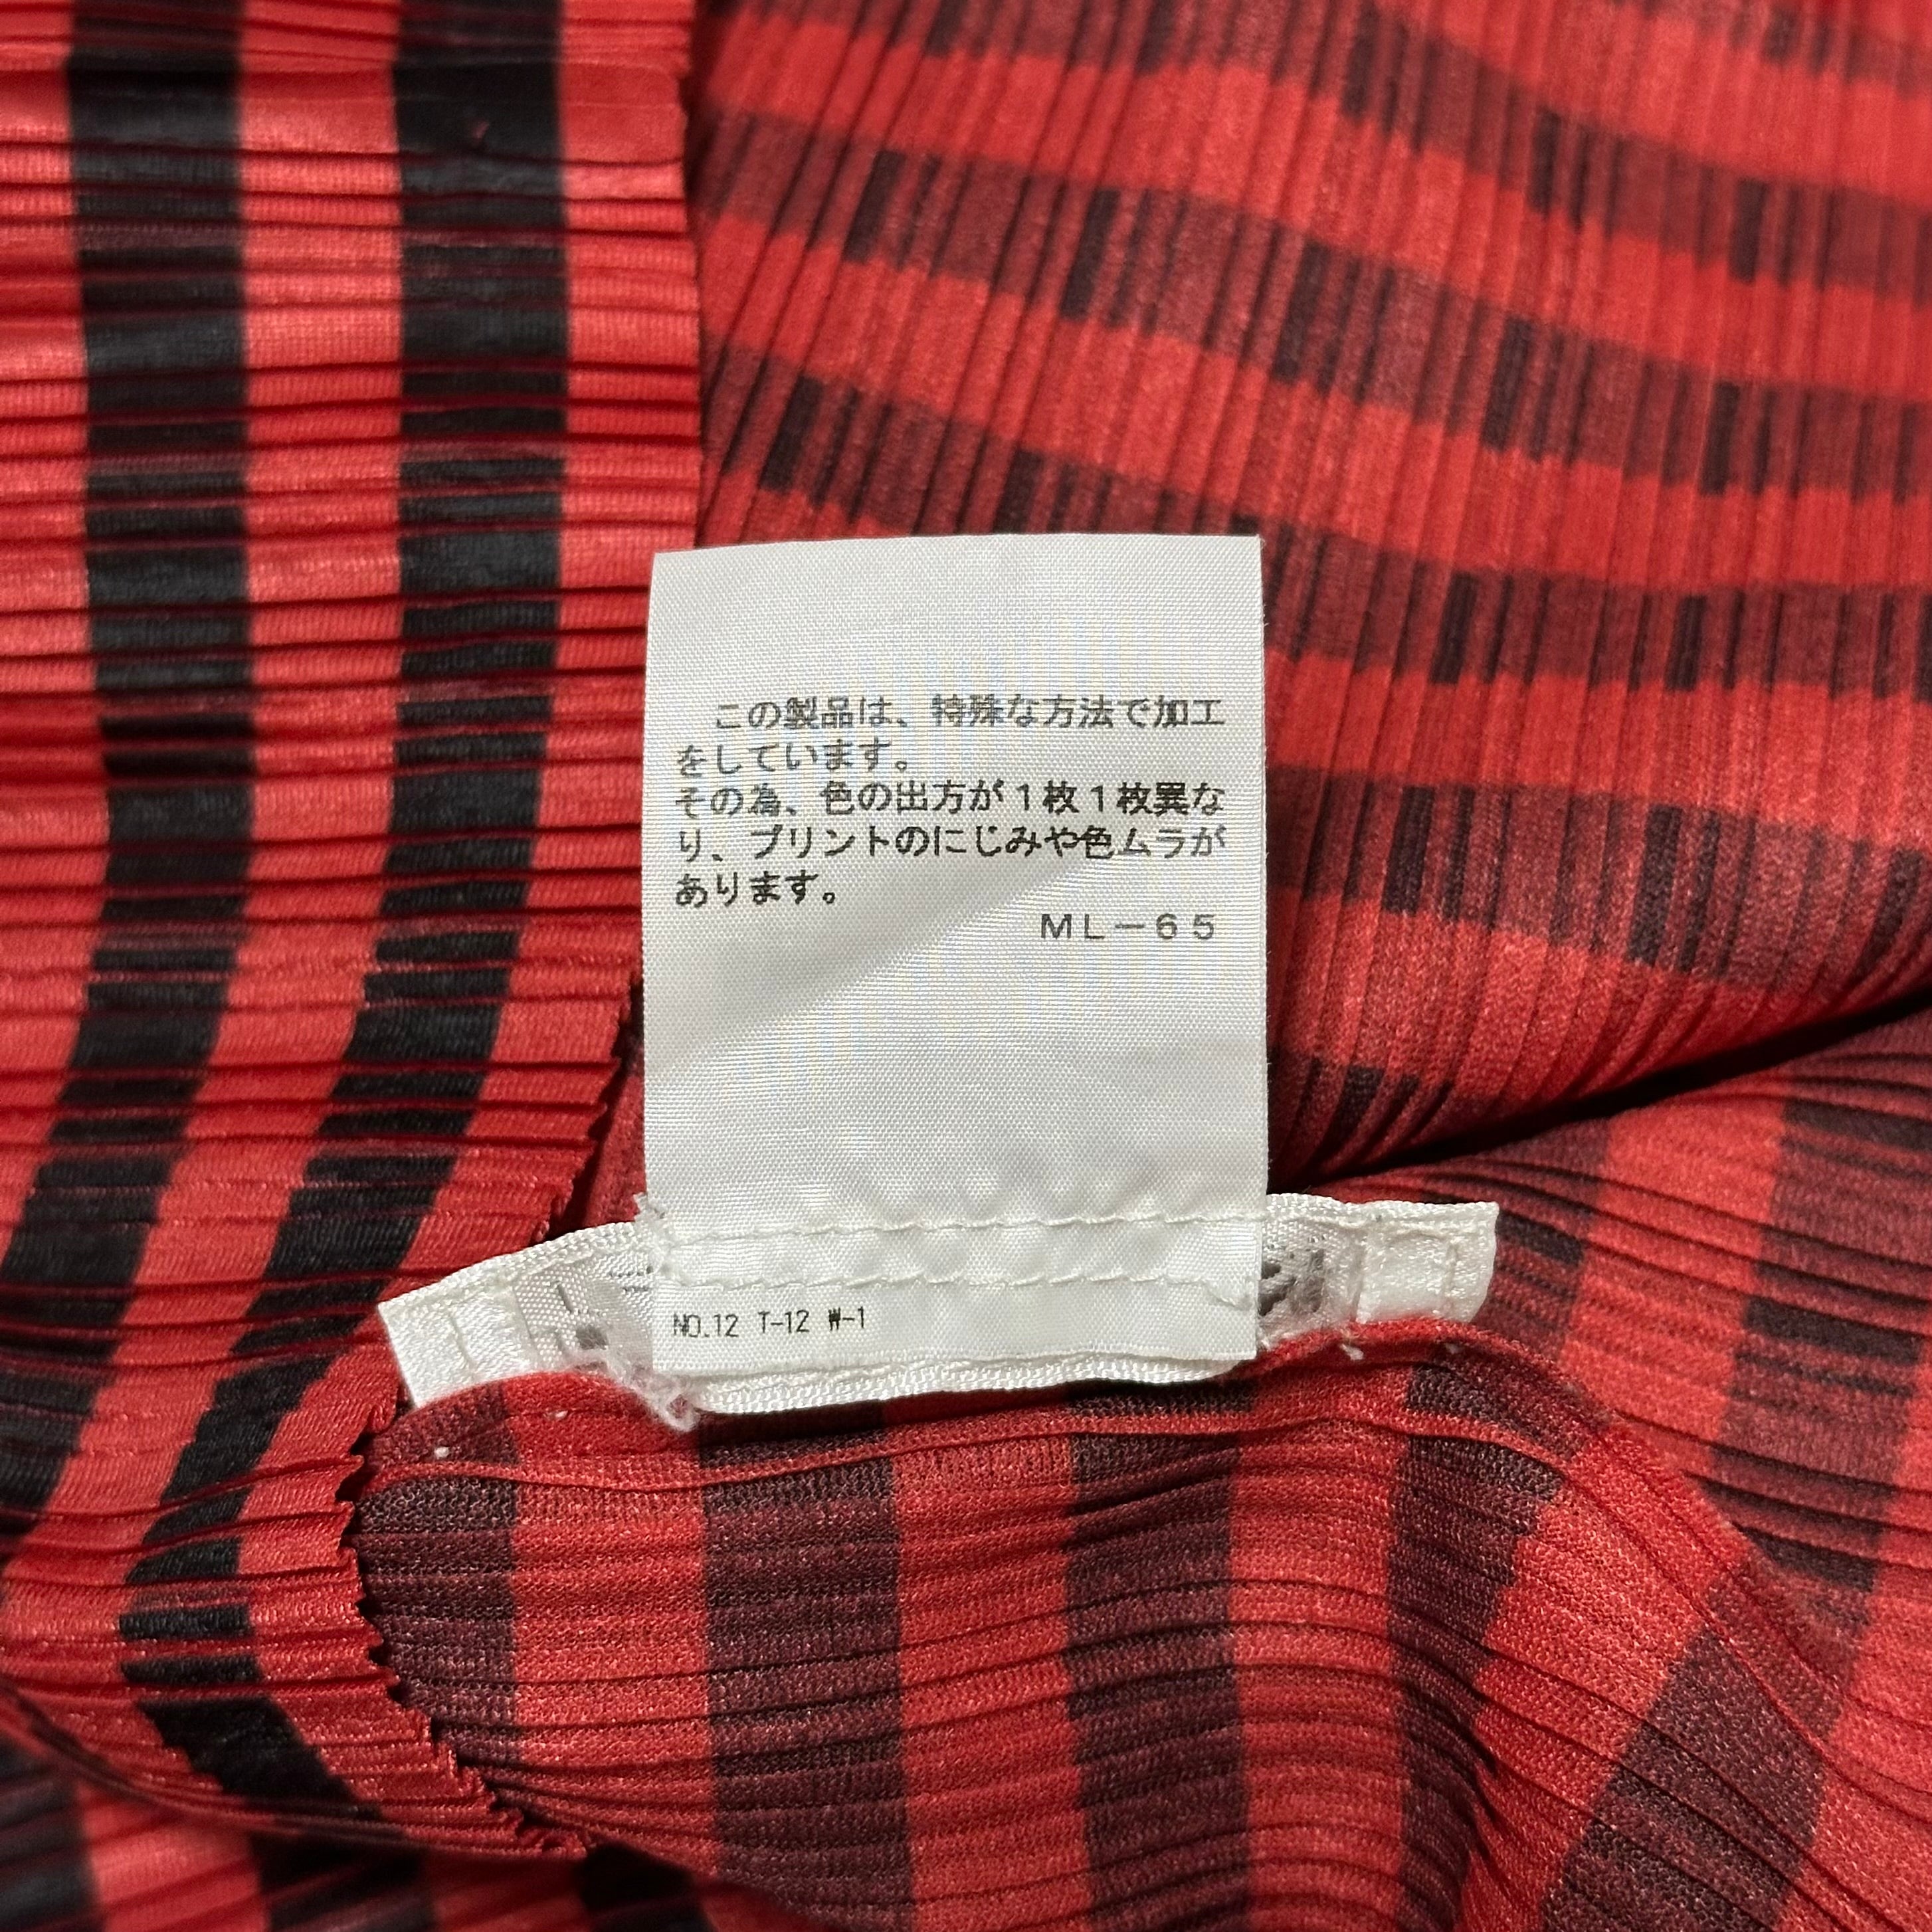 この製品は、特殊な方法で加工
をしています。
その為、色の出方が１枚１枚異な
り、プリントのにじみや色ムラが
あります。
ＭＬ－６５
NO.12 T-12 W-1